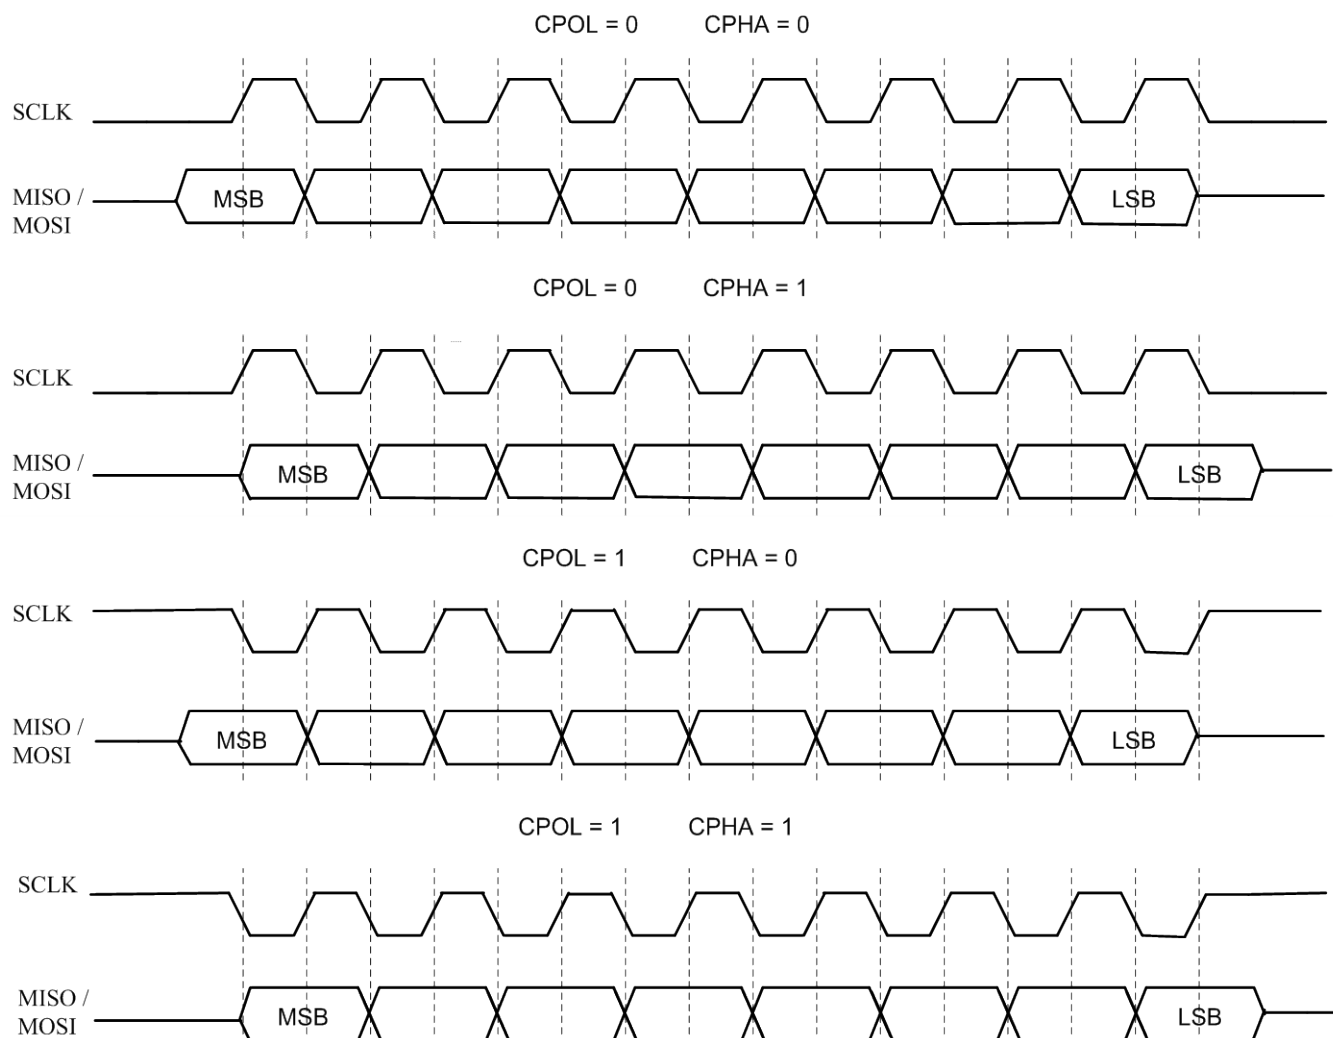 CPOL = 0 CPHA = 0
SCLK
MISO /
MOSI
MSB LSB
CPOL = 0 CPHA = 1
SCLK
MISO /
MOSI
MSB LSB
CPOL = 1 CPHA = 0
SCLK
MISO /
MOSI
MSB LSB
CPOL = 1 CPHA = 1
SCLK
MISO /
MOSI
MSB LSB